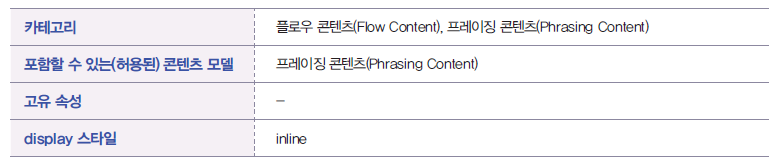 카테고리 플로우 콘텐츠(Flow Content), 프레이징 콘텐츠(Phrasing Content)
포함할 수 있는(허용된) 콘텐츠 모델 프레이징 콘텐츠(Phrasing Content)
고유 속성 –
display 스타일 inline